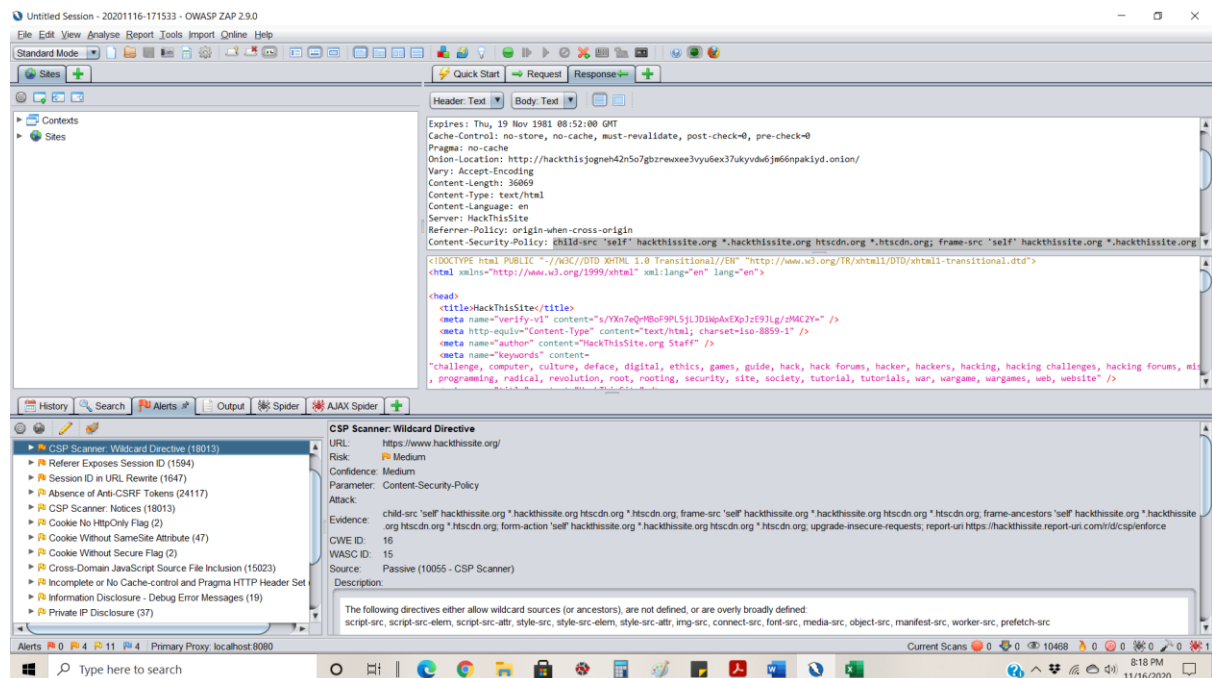 Untitled Session - 20201116-171533 - OWASP ZAP 2.9.0
File Edit View Analyse Report Tools Import Online Help
Standard Mode
Sites
Quick Start Request Response
Header: Text Body: Text
Contexts
Sites
Expires: Thu, 19 Nov 1981 08:52:00 GMT
Cache-Control: no-store, no-cache, must-revalidate, post-check=0, pre-check=0
Pragma: no-cache
Onion-Location: http://hackthisjogneh42n5o7gbzrewxee3vyu6ex37ukyvdw6jm66npakiyd.onion/
Vary: Accept-Encoding
Content-Length: 36069
Content-Type: text/html
Content-Language: en
Server: HackThisSite
Referrer-Policy: origin-when-cross-origin
Content-Security-Policy: child-src 'self' hackthissite.org *.hackthissite.org htscdn.org *.htscdn.org; frame-src 'self' hackthissite.org *.hackthissite.org
<!DOCTYPE html PUBLIC "-//W3C//DTD XHTML 1.0 Transitional//EN" "http://www.w3.org/TR/xhtml1/DTD/xhtml1-transitional.dtd">
<html xmlns="http://www.w3.org/1999/xhtml" xml:lang="en" lang="en">
<head>
<title>HackThisSite</title>
<meta name="verify-v1" content="s/YXn7eQrMBoF9PL5jLJDiWpAxEXpJzE9JLg/zM4C2Y=" />
<meta http-equiv="Content-Type" content="text/html; charset=iso-8859-1" />
<meta name="author" content="HackThisSite.org Staff" />
<meta name="keywords" content=
"challenge, computer, culture, deface, digital, ethics, games, guide, hack, hack forums, hacker, hackers, hacking, hacking challenges, hacking forums, mis
, programming, radical, revolution, root, rooting, security, site, society, tutorial, tutorials, war, wargame, wargames, web, website" />
History Search Alerts Output Spider AJAX Spider
CSP Scanner: Wildcard Directive (18013)
Referer Exposes Session ID (1594)
Session ID in URL Rewrite (1647)
Absence of Anti-CSRF Tokens (24117)
CSP Scanner: Notices (18013)
Cookie No HttpOnly Flag (2)
Cookie Without SameSite Attribute (47)
Cookie Without Secure Flag (2)
Cross-Domain JavaScript Source File Inclusion (15023)
Incomplete or No Cache-control and Pragma HTTP Header Set
Information Disclosure - Debug Error Messages (19)
Private IP Disclosure (37)
CSP Scanner: Wildcard Directive
URL: https://www.hackthissite.org/
Risk: Medium
Confidence: Medium
Parameter: Content-Security-Policy
Attack:
Evidence: child-src 'self' hackthissite.org *.hackthissite.org htscdn.org *.htscdn.org; frame-src 'self' hackthissite.org *.hackthissite.org htscdn.org *.htscdn.org; frame-ancestors 'self' hackthissite.org *.hackthissite
.org htscdn.org *.htscdn.org; form-action 'self' hackthissite.org *.hackthissite.org htscdn.org *.htscdn.org; upgrade-insecure-requests; report-uri https://hackthissite.report-uri.com/r/d/csp/enforce
CWE ID: 16
WASC ID: 15
Source: Passive (10055 - CSP Scanner)
Description:
The following directives either allow wildcard sources (or ancestors), are not defined, or are overly broadly defined:
script-src, script-src-elem, script-src-attr, style-src, style-src-elem, style-src-attr, img-src, connect-src, font-src, media-src, object-src, manifest-src, worker-src, prefetch-src
Alerts 0 4 11 4 Primary Proxy: localhost:8080
Current Scans 0 0 10468 0 0 0 0 1
Type here to search
8:18 PM
11/16/2020